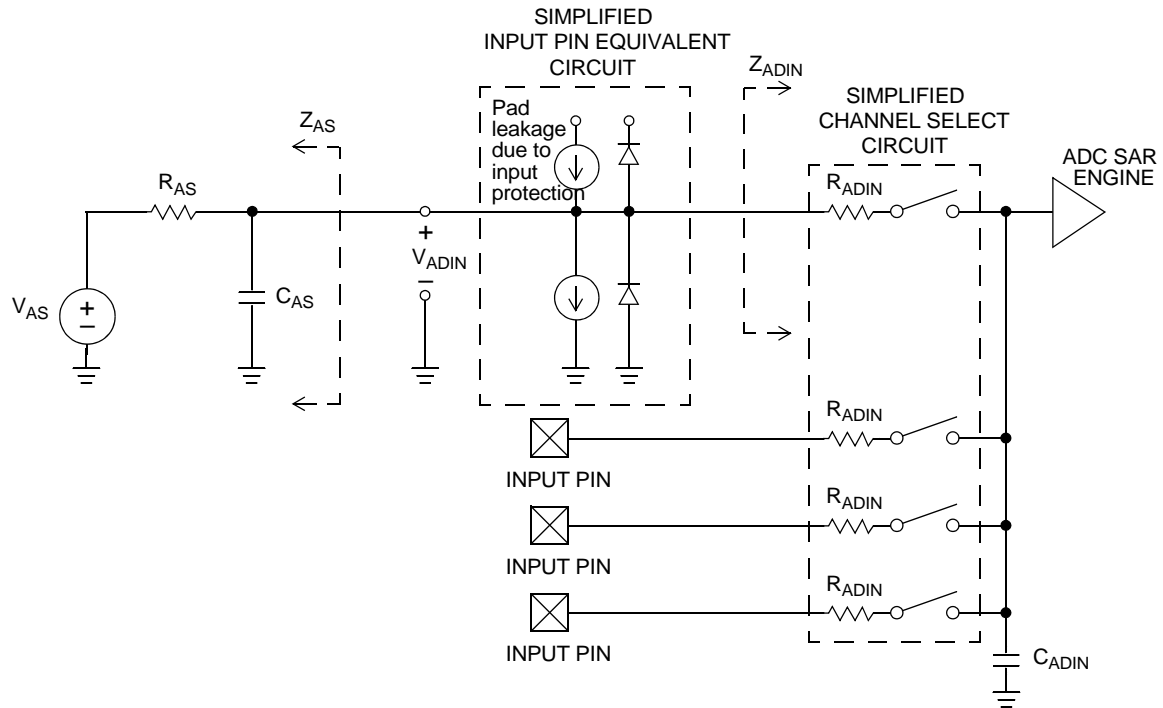 SIMPLIFIED
INPUT PIN EQUIVALENT
CIRCUIT
Z_ADIN
SIMPLIFIED
CHANNEL SELECT
CIRCUIT
ADC SAR
ENGINE
Pad
leakage
due to
input
protection
Z_AS
R_AS
R_ADIN
+
V_ADIN
–
C_AS
V_AS
+
–
R_ADIN
INPUT PIN
R_ADIN
INPUT PIN
R_ADIN
INPUT PIN
C_ADIN